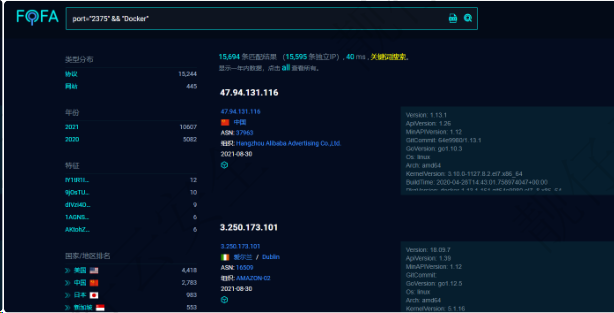 FOFA
port="2375" && "Docker"
类型分布
协议 15,244
网站 445
年份
2021 10607
2020 5082
特征
12
9jOsTU... 10
9
1AGNB... 6
AKtohZ... 6
国家/地区排名
美国 4,418
中国 2,783
日本 983
新加坡 553
15,694 条匹配结果 （15,595 条独立IP）, 40 ms , 关键词搜索。
显示一年内数据，点击 all 查看所有。
47.94.131.116
47.94.131.116
中国
ASN: 37963
组织: Hangzhou Alibaba Advertising Co.,Ltd.
2021-08-30
Version: 1.13.1
ApiVersion: 1.26
MinAPIVersion: 1.12
GitCommit: 64e9980/1.13.1
GoVersion: go1.10.3
Os: linux
Arch: amd64
KernelVersion: 3.10.0-1127.8.2.el7.x86_64
BuildTime: 2020-04-28T14:43:01.758974047+00:00
3.250.173.101
3.250.173.101
爱尔兰 / Dublin
ASN: 16509
组织: AMAZON-02
2021-08-30
Version: 18.09.7
ApiVersion: 1.39
MinAPIVersion: 1.12
GitCommit:
GoVersion: go1.12.5
Os: linux
Arch: amd64
KernelVersion: 5.1.16